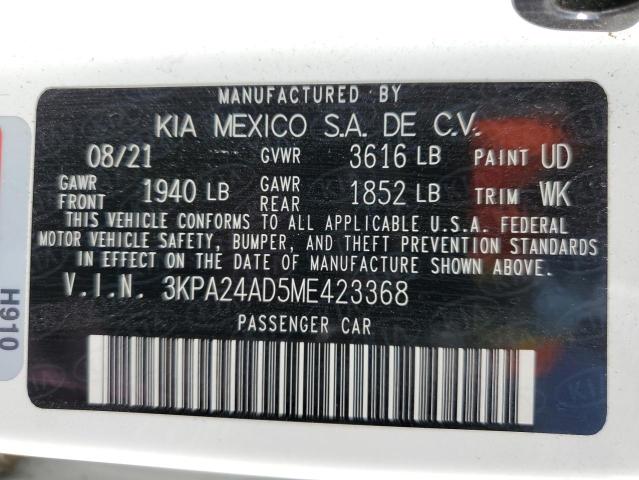 MANUFACTURED BY
KIA MEXICO S.A. DE C.V.
08/21 GVWR 3616 LB PAINT UD
GAWR FRONT 1940 LB GAWR REAR 1852 LB TRIM WK
THIS VEHICLE CONFORMS TO ALL APPLICABLE U.S.A. FEDERAL
MOTOR VEHICLE SAFETY, BUMPER, AND THEFT PREVENTION STANDARDS
IN EFFECT ON THE DATE OF MANUFACTURE SHOWN ABOVE.
V.I.N. 3KPA24AD5ME423368
PASSENGER CAR
H910